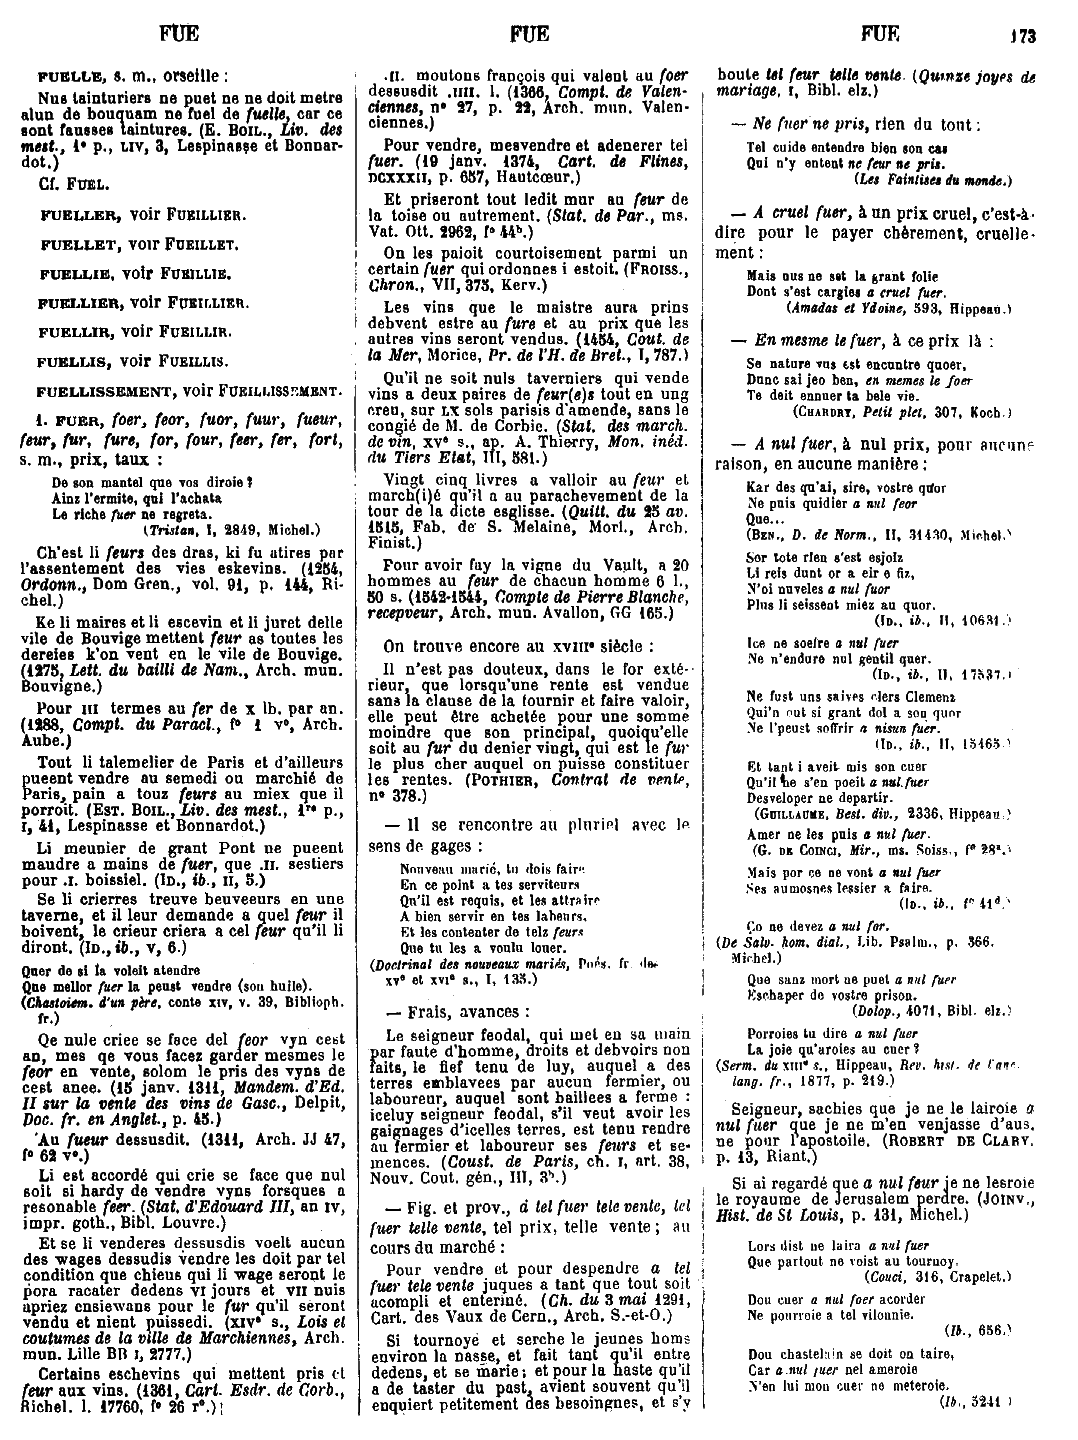 FUE FUE FUE 173
FUELLE, s. m., orseille :
Nus tainturiers ne puet ne ne doit metre
alun de bouquam ne fuel de fuelle, car ce
sont fausses taintures. (E. BOIL., Liv. des
mest., 1ª p., LIV, 3, Lespinasse et Bonnar-
dot.)
Cf. FUEL.
FUELLER, voir FUEILLIER.
FUELLET, voir FUEILLET.
FUELLIE, voir FUEILLIE.
FUELLIER, voir FUEILLIER.
FUELLIR, voir FUEILLIR.
FUELLIS, voir FUEILLIS.
FUELLISSEMENT, voir FUEILLISSEMENT.
1. FUER, foer, feor, fuor, fuur, fueur,
feur, fur, fure, for, four, feer, fer, fort,
s. m., prix, taux :
De son mantel que vos diroie ?
Ainz l'ermite, qui l'achata
Le riche fuer ne regreta.
(Tristan, I, 2849, Michel.)
Ch'est li feurs des dras, ki fu atires par
l'assentement des vies eskevins. (1254,
Ordonn., Dom Gren., vol. 91, p. 144, Ri-
chel.)
Ke li maires et li escevin et li juret delle
vile de Bouvige mettent feur as toutes les
dereies k'on vent en le vile de Bouvige.
(1275, Lett. du bailli de Nam., Arch. mun.
Bouvigne.)
Pour III termes au fer de x lb. par an.
(1288, Compt. du Paracl., fº 1 vº, Arch.
Aube.)
Tout li talemelier de Paris et d'ailleurs
pueent vendre au semedi ou marchié de
Paris, pain a touz feurs au miex que il
porroit. (EST. BOIL., Liv. des mest., 1re p.,
I, 41, Lespinasse et Bonnardot.)
Li meunier de grant Pont ne pueent
maudre a mains de fuer, que .II. sestiers
pour .I. boissiel. (ID., ib., II, 5.)
Se li crierres treuve beuveeurs en une
taverne, et il leur demande a quel feur il
boivent, le crieur criera a cel feur qu'il li
diront. (ID., ib., V, 6.)
Quer do si la voleit atendre
Que mellor fuer la peust vendre (son huile).
(Chastoiem. d'un père, conte XIV, v. 39, Biblioph.
fr.)
Qe nule criee se face del feor vyn cest
an, mes qe vous facez garder mesmes le
feor en vente, solom le pris des vyns de
cest anee. (15 janv. 1311, Mandem. d'Ed.
II sur la vente des vins de Gasc., Delpit,
Doc. fr. en Anglet., p. 45.)
Au fueur dessusdit. (1311, Arch. JJ 47,
fº 62 vº.)
Li est accordé qui crie se face que nul
soit si hardy de vendre vyns forsques a
resonable feer. (Stat. d'Edouard III, an IV,
impr. goth., Bibl. Louvre.)
Et se li venderes dessusdis voelt aucun
des wages dessudis vendre les doit par tel
condition que chieus qui li wage seront le
pora racater dedens VI jours et VII nuis
apriez ensiewans pour le fur qu'il seront
vendu et nient puissedi. (XIVº s., Lois et
coutumes de la ville de Marchiennes, Arch.
mun. Lille BB I, 2777.)
Certains eschevins qui mettent pris et
feur aux vins. (1361, Cart. Esdr. de Corb.,
Richel. l. 17760, fº 26 rº.)
.II. moutons françois qui valent au foer
dessusdit .IIII. l. (1366, Compt. de Valen-
ciennes, nº 27, p. 22, Arch. mun. Valen-
ciennes.)
Pour vendre, mesvendre et adenerer tel
fuer. (19 janv. 1374, Cart. de Flines,
DCXXXII, p. 657, Hautcœur.)
Et priseront tout ledit mur au feur de
la toise ou autrement. (Stat. de Par., ms.
Vat. Ott. 2962, fº 44ᵇ.)
On les paioit courtoisement parmi un
certain fuer qui ordonnes i estoit. (FROISS.,
Chron., VII, 375, Kerv.)
Les vins que le maistre aura prins
debvent estre au fure et au prix que les
autres vins seront vendus. (1454, Cout. de
la Mer, Morice, Pr. de l'H. de Bret., I, 787.)
Qu'il ne soit nuls taverniers qui vende
vins a deux paires de feur(e)s tout en ung
creu, sur LX sols parisis d'amende, sans le
congié de M. de Corbie. (Stat. des march.
de vin, XVº s., ap. A. Thierry, Mon. inéd.
du Tiers Etat, III, 581.)
Vingt cinq livres a valloir au feur et
march(i)é qu'il a au parachevement de la
tour de la dicte esglisse. (Quitt. du 25 av.
1515, Fab. de S. Melaine, Morl., Arch.
Finist.)
Pour avoir fuy la vigne du Vault, a 20
hommes au feur de chacun homme 6 l.,
50 s. (1542-1544, Compte de Pierre Blanche,
recepveur, Arch. mun. Avallon, GG 165.)
On trouve encore au XVIIIº siècle :
Il n'est pas douteux, dans le for exté-
rieur, que lorsqu'une rente est vendue
sans la clause de la fournir et faire valoir,
elle peut être achetée pour une somme
moindre que son principal, quoiqu'elle
soit au fur du denier vingt, qui est le fur
le plus cher auquel on puisse constituer
les rentes. (POTHIER, Contrat de vente,
nº 378.)
— Il se rencontre au pluriel avec le
sens de gages :
Nouveau marié, tu dois faire
En ce point a tes serviteurs
Qu'il est requis, et les attraire
A bien servir en tes labeurs,
Et les contenter de telz feurs
Que tu les a voulu louer.
(Doctrinal des nouveaux mariés, Poés. fr. des
XVº et XVIº s., I, 135.)
— Frais, avances :
Le seigneur feodal, qui met en sa main
par faute d'homme, droits et debvoirs non
faits, le fief tenu de luy, auquel a des
terres emblavees par aucun fermier, ou
laboureur, auquel sont baillees a ferme :
iceluy seigneur feodal, s'il veut avoir les
gaignages d'icelles terres, est tenu rendre
au fermier et laboureur ses feurs et se-
mences. (Coust. de Paris, ch. I, art. 38,
Nouv. Cout. gén., III, 3ᵇ.)
— Fig. et prov., á tel fuer tele vente, tel
fuer telle vente, tel prix, telle vente ; au
cours du marché :
Pour vendre et pour despendre a tel
fuer tele vente juques a tant que tout soit
acompli et enteriné. (Ch. du 3 mai 1291,
Cart. des Vaux de Cern., Arch. S.-et-O.)
Si tournoye et serche le jeunes homs
environ la nasse, et fait tant qu'il entre
dedens, et se marie ; et pour la haste qu'il
a de taster du past, avient souvent qu'il
enquiert petitement des besoingnes, et s'y
boute tel feur telle vente. (Quinze joyes de
mariage, I, Bibl. elz.)
— Ne fuer ne pris, rien du tout :
Tel cuide entendre bien son cas
Qui n'y entent ne feur ne pris.
(Les Faintises du monde.)
— A cruel fuer, à un prix cruel, c'est-à-
dire pour le payer chèrement, cruelle-
ment :
Mais nus ne set la grant folie
Dont s'est cargies a cruel fuer.
(Amadas et Ydoine, 593, Hippeau.)
— En mesme le fuer, à ce prix là :
Se nature vus est encuntre quoer,
Dunc sai jeo ben, en memes le foer
Te deit ennuer ta bele vie.
(CHARDRY, Petit plet, 307, Koch.)
— A nul fuer, à nul prix, pour aucune
raison, en aucune manière :
Kar des qu'ai, sire, vostre quor
Ne puis quidier a nul feor
Que...
(BEN., D. de Norm., II, 31430, Michel.)
Sor tote rien s'est esjoiz
Li reis dunt or a eir e fiz,
N'oi nuveles a nul fuor
Plus li seissent miez au quor.
(ID., ib., II, 10631.)
Ice ne soefre a nul fuer
Ne n'endure nul gentil quer.
(ID., ib., II, 17537.)
Ne fust uns saives clers Clemenz
Qui'n out si grant dol a son quor
Ne l'peust soffrir a nisun fuer.
(ID., ib., II, 15465.)
Et tant i aveit mis son cuer
Qu'il ne s'en poeit a nul fuer
Desveloper ne departir.
(GUILLAUME, Best. div., 2336, Hippeau.)
Amer ne les puis a nul fuer.
(G. DE COINCI, Mir., ms. Soiss., fº 28ª.)
Mais por ce ne vont a nul fuer
Ses aumosnes lessier a faire.
(ID., ib., fº 41ᵈ.)
Ço ne devez a nul for.
(De Salv. hom. dial., Lib. Psalm., p. 366.
Michel.)
Que sanz mort ne puet a nul fuer
Eschaper de vostre prison.
(Dolop., 4071, Bibl. elz.)
Porroies tu dire a nul fuer
La joie qu'aroies au cuer ?
(Serm. du XIIIº s., Hippeau, Rev. hist. de l'anc.
lang. fr., 1877, p. 219.)
Seigneur, sachies que je ne le lairoie a
nul fuer que je ne m'en venjasse d'aus.
ne pour l'apostoile. (ROBERT DE CLARY.
p. 13, Riant.)
Si ai regardé que a nul feur je ne lesroie
le royaume de Jerusalem perdre. (JOINV.,
Hist. de St Louis, p. 131, Michel.)
Lors dist ne laira a nul fuer
Que partout ne voist au tournoy.
(Couci, 316, Crapelet.)
Dou cuer a nul foer acorder
Ne pourroie a tel vilonnie.
(Ib., 656.)
Dou chastelain se doit on taire,
Car a nul fuer nel ameroie
N'en lui mon cuer ne meteroie.
(Ib., 3241)